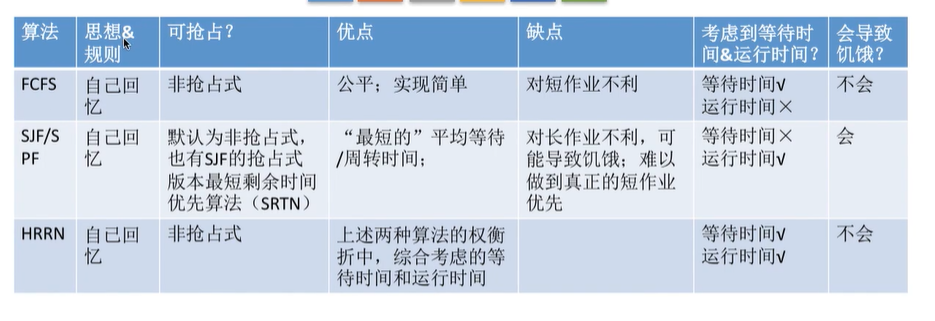 算法 思想& 可抢占? 优点 缺点 考虑到等待时 会导致
规则 间&运行时间? 饥饿?
FCFS 自己回 非抢占式 公平；实现简单 对短作业不利 等待时间√ 不会
忆 运行时间×
SJF/S 自己回 默认为非抢占式， “最短的”平均等待 对长作业不利，可 等待时间× 会
PF 忆 也有SJF的抢占式 /周转时间； 能导致饥饿；难以 运行时间√
版本最短剩余时间 做到真正的短作业
优先算法（SRTN） 优先
HRRN 自己回 非抢占式 上述两种算法的权衡 等待时间√ 不会
忆 折中，综合考虑的等 运行时间√
待时间和运行时间